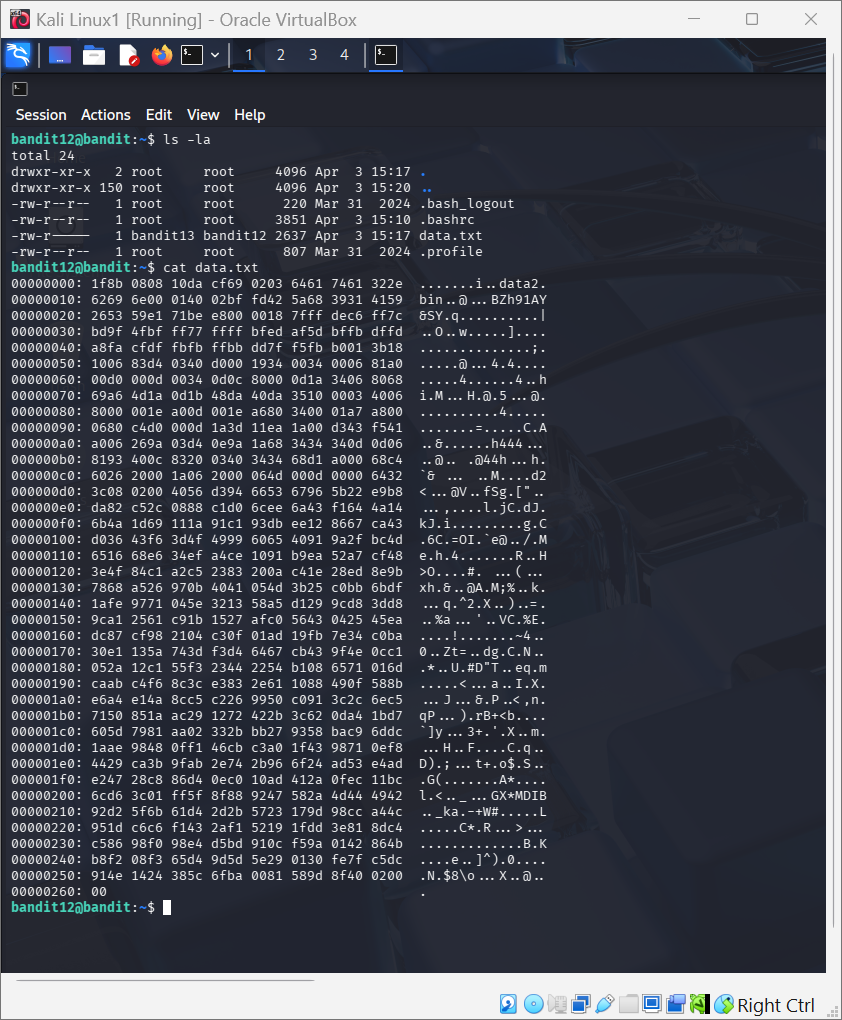 Kali Linux1 [Running] - Oracle VirtualBox
1 2 3 4
Session Actions Edit View Help
bandit12@bandit:~$ ls -la
total 24
drwxr-xr-x   2 root     root     4096 Apr  3 15:17 .
drwxr-xr-x 150 root     root     4096 Apr  3 15:20 ..
-rw-r--r--   1 root     root      220 Mar 31  2024 .bash_logout
-rw-r--r--   1 root     root     3851 Apr  3 15:10 .bashrc
-rw-r-----   1 bandit13 bandit12 2637 Apr  3 15:17 data.txt
-rw-r--r--   1 root     root      807 Mar 31  2024 .profile
bandit12@bandit:~$ cat data.txt
00000000: 1f8b 0808 10da cf69 0203 6461 7461 322e  .......i..data2.
00000010: 6269 6e00 0140 02bf fd42 5a68 3931 4159  bin..@...BZh91AY
00000020: 2653 59e1 71be e800 0018 7fff dec6 ff7c  &SY.q..........|
00000030: bd9f 4fbf ff77 ffff bfed af5d bffb dffd  ..O..w.....]....
00000040: a8fa cfdf fbfb ffbb dd7f f5fb b001 3b18  ..............;.
00000050: 1006 83d4 0340 d000 1934 0034 0006 81a0  .....@...4.4....
00000060: 00d0 000d 0034 0d0c 8000 0d1a 3406 8068  .....4......4..h
00000070: 69a6 4d1a 0d1b 48da 40da 3510 0003 4006  i.M...H.@.5...@.
00000080: 8000 001e a00d 001e a680 3400 01a7 a800  ..........4.....
00000090: 0680 c4d0 000d 1a3d 11ea 1a00 d343 f541  .......=.....C.A
000000a0: a006 269a 03d4 0e9a 1a68 3434 340d 0d06  ..&......h444...
000000b0: 8193 400c 8320 0340 3434 68d1 a000 68c4  ..@.. .@44h...h.
000000c0: 6026 2000 1a06 2000 064d 000d 0000 6432  `& ... ..M....d2
000000d0: 3c08 0200 4056 d394 6653 6796 5b22 e9b8  <...@V..fSg.["..
000000e0: da82 c52c 0888 c1d0 6cee 6a43 f164 4a14  ...,....l.jC.dJ.
000000f0: 6b4a 1d69 111a 91c1 93db ee12 8667 ca43  kJ.i.........g.C
00000100: d036 43f6 3d4f 4999 6065 4091 9a2f bc4d  .6C.=OI.`e@../.M
00000110: 6516 68e6 34ef a4ce 1091 b9ea 52a7 cf48  e.h.4.......R..H
00000120: 3e4f 84c1 a2c5 2383 200a c41e 28ed 8e9b  >O....#. ...(...
00000130: 7868 a526 970b 4041 054d 3b25 c0bb 6bdf  xh.&..@A.M;%..k.
00000140: 1afe 9771 045e 3213 58a5 d129 9cd8 3dd8  ...q.^2.X..)..=.
00000150: 9ca1 2561 c91b 1527 afc0 5643 0425 45ea  ..%a...'..VC.%E.
00000160: dc87 cf98 2104 c30f 01ad 19fb 7e34 c0ba  ....!.......~4..
00000170: 30e1 135a 743d f3d4 6467 cb43 9f4e 0cc1  0..Zt=..dg.C.N..
00000180: 052a 12c1 55f3 2344 2254 b108 6571 016d  .*..U.#D"T..eq.m
00000190: caab c4f6 8c3c e383 2e61 1088 490f 588b  .....<...a..I.X.
000001a0: e6a4 e14a 8cc5 c226 9950 c091 3c2c 6ec5  ...J...&.P..<,n.
000001b0: 7150 851a ac29 1272 422b 3c62 0da4 1bd7  qP...).rB+<b....
000001c0: 605d 7981 aa02 332b bb27 9358 bac9 6ddc  `]y...3+.'.X..m.
000001d0: 1aae 9848 0ff1 46cb c3a0 1f43 9871 0ef8  ...H..F....C.q..
000001e0: 4429 ca3b 9fab 2e74 2b96 6f24 ad53 e4ad  D).;...t+.o$.S..
000001f0: e247 28c8 86d4 0ec0 10ad 412a 0fec 11bc  .G(.......A*....
00000200: 6cd6 3c01 ff5f 8f88 9247 582a 4d44 4942  l.<.._...GX*MDIB
00000210: 92d2 5f6b 61d4 2d2b 5723 179d 98cc a44c  .._ka.-+W#.....L
00000220: 951d c6c6 f143 2af1 5219 1fdd 3e81 8dc4  .....C*.R...>...
00000230: c586 98f0 98e4 d5bd 910c f59a 0142 864b  .............B.K
00000240: b8f2 08f3 65d4 9d5d 5e29 0130 fe7f c5dc  ....e..]^).0....
00000250: 914e 1424 385c 6fba 0081 589d 8f40 0200  .N.$8\o...X..@..
00000260: 00                                       .
bandit12@bandit:~$
Right Ctrl